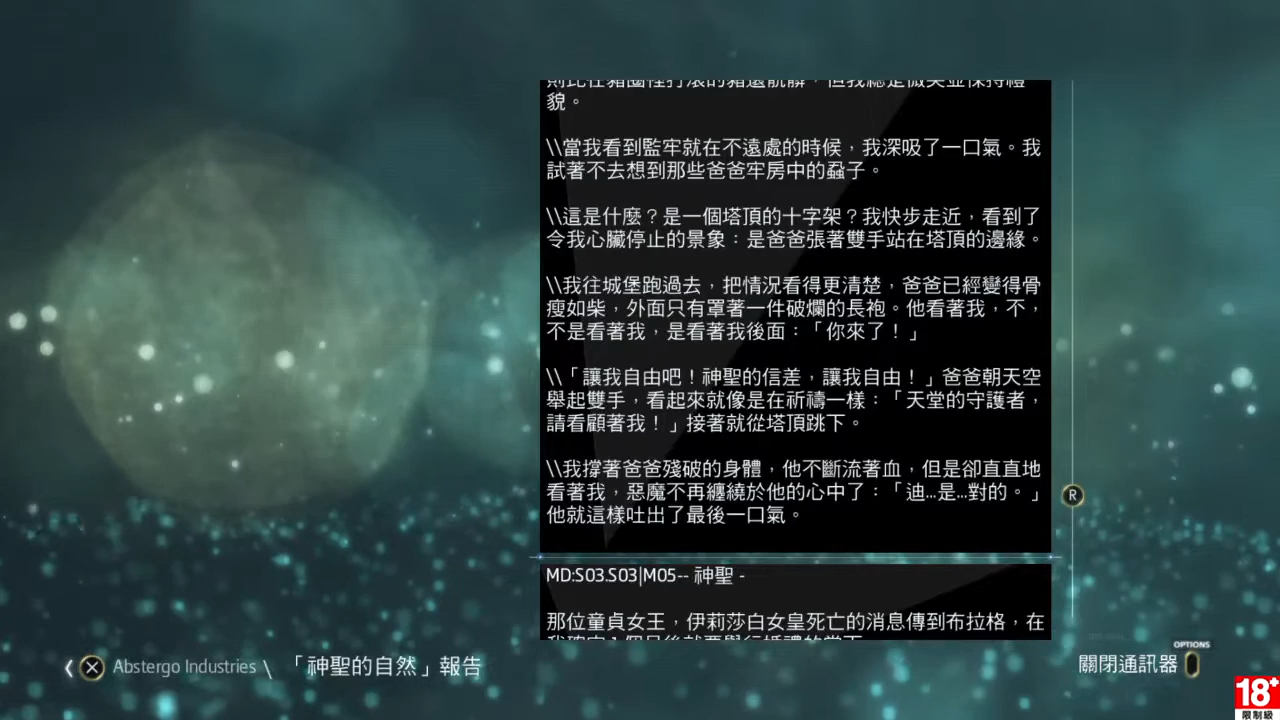 貌。
\\當我看到監牢就在不遠處的時候，我深吸了一口氣。我
試著不去想到那些爸爸牢房中的蝨子。
\\這是什麼？是一個塔頂的十字架？我快步走近，看到了
令我心臟停止的景象：是爸爸張著雙手站在塔頂的邊緣。
\\我往城堡跑過去，把情況看得更清楚，爸爸已經變得骨
瘦如柴，外面只有罩著一件破爛的長袍。他看著我，不，
不是看著我，是看著我後面：「你來了！」
\\「讓我自由吧！神聖的信差，讓我自由！」爸爸朝天空
舉起雙手，看起來就像是在祈禱一樣：「天堂的守護者，
請看顧著我！」接著就從塔頂跳下。
\\我撐著爸爸殘破的身體，他不斷流著血，但是卻直直地
看著我，惡魔不再纏繞於他的心中了：「迪…是…對的。」
他就這樣吐出了最後一口氣。
MD:S03.S03|M05-- 神聖 -
那位童貞女王，伊莉莎白女皇死亡的消息傳到布拉格，在
R
Abstergo Industries \ 「神聖的自然」報告
OPTIONS
關閉通訊器
18+
限制級